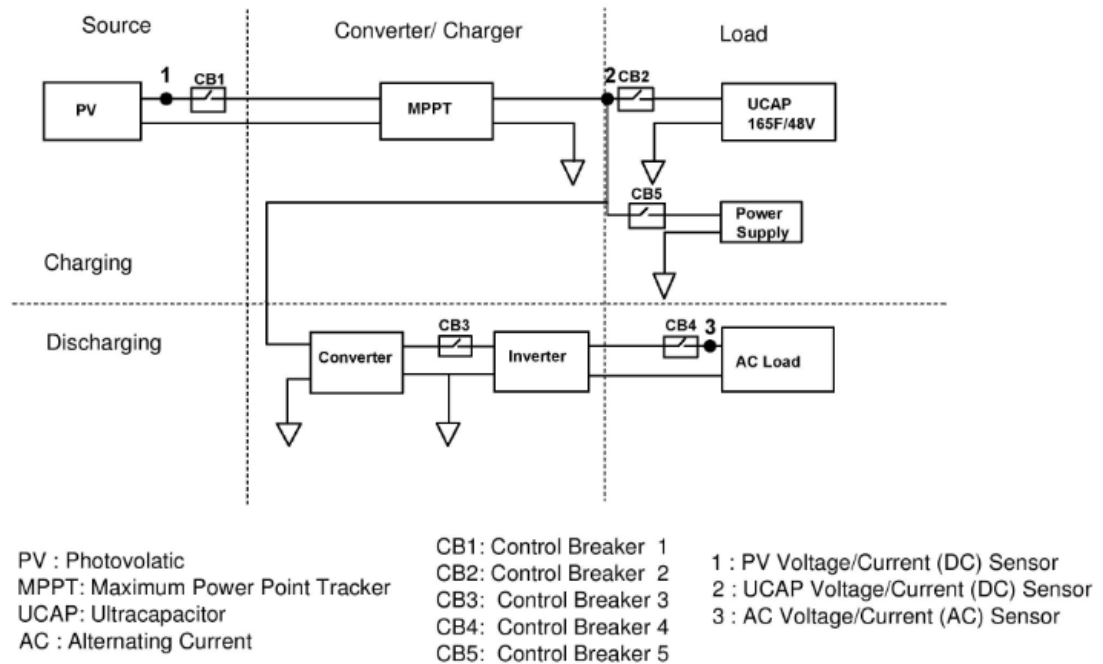 Source
Converter/ Charger
Load
1
CB1
2
CB2
PV
MPPT
UCAP
165F/48V
CB5
Power
Supply
Charging
Discharging
CB3
CB4
3
Converter
Inverter
AC Load
PV : Photovolatic
MPPT: Maximum Power Point Tracker
UCAP: Ultracapacitor
AC : Alternating Current
CB1: Control Breaker 1
CB2: Control Breaker 2
CB3: Control Breaker 3
CB4: Control Breaker 4
CB5: Control Breaker 5
1 : PV Voltage/Current (DC) Sensor
2 : UCAP Voltage/Current (DC) Sensor
3 : AC Voltage/Current (AC) Sensor